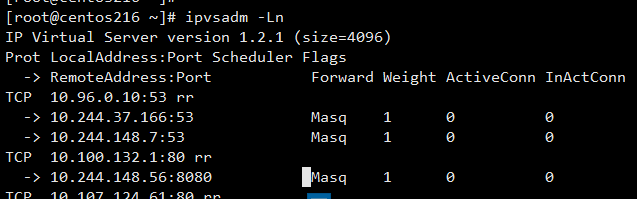 [root@centos216 ~]#
[root@centos216 ~]# ipvsadm -Ln
IP Virtual Server version 1.2.1 (size=4096)
Prot LocalAddress:Port Scheduler Flags
  -> RemoteAddress:Port           Forward Weight ActiveConn InActConn
TCP  10.96.0.10:53 rr
  -> 10.244.37.166:53             Masq    1      0          0
  -> 10.244.148.7:53              Masq    1      0          0
TCP  10.100.132.1:80 rr
  -> 10.244.148.56:8080           Masq    1      0          0
TCP  10.107.124.61:80 rr